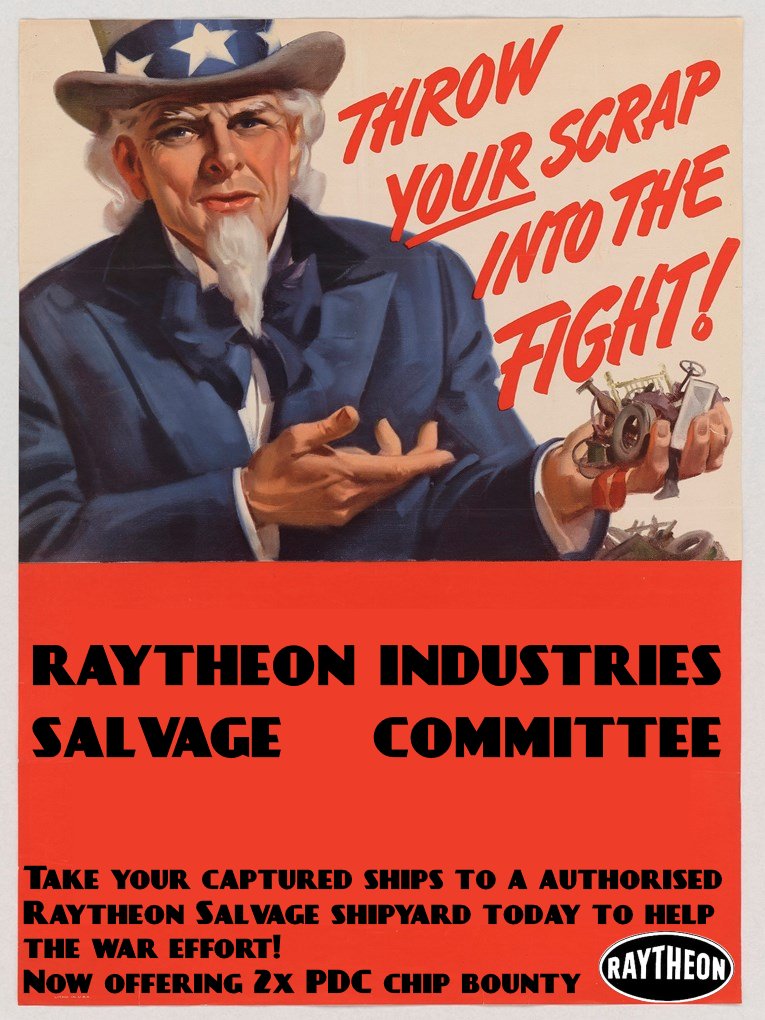 THROW
YOUR SCRAP
INTO THE
FIGHT!
RAYTHEON INDUSTRIES
SALVAGE COMMITTEE
TAKE YOUR CAPTURED SHIPS TO A AUTHORISED
RAYTHEON SALVAGE SHIPYARD TODAY TO HELP
THE WAR EFFORT!
NOW OFFERING 2X PDC CHIP BOUNTY
RAYTHEON